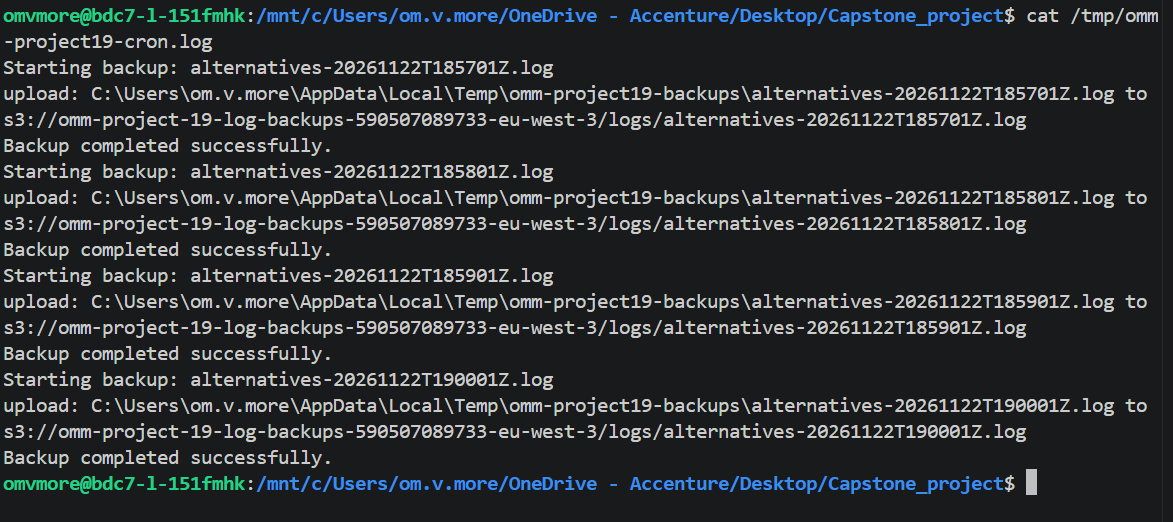 omvmore@bdc7-l-151fmhk:/mnt/c/Users/om.v.more/OneDrive - Accenture/Desktop/Capstone_project$ cat /tmp/omm
-project19-cron.log
Starting backup: alternatives-20261122T185701Z.log
upload: C:\Users\om.v.more\AppData\Local\Temp\omm-project19-backups\alternatives-20261122T185701Z.log to
s3://omm-project-19-log-backups-590507089733-eu-west-3/logs/alternatives-20261122T185701Z.log
Backup completed successfully.
Starting backup: alternatives-20261122T185801Z.log
upload: C:\Users\om.v.more\AppData\Local\Temp\omm-project19-backups\alternatives-20261122T185801Z.log to
s3://omm-project-19-log-backups-590507089733-eu-west-3/logs/alternatives-20261122T185801Z.log
Backup completed successfully.
Starting backup: alternatives-20261122T185901Z.log
upload: C:\Users\om.v.more\AppData\Local\Temp\omm-project19-backups\alternatives-20261122T185901Z.log to
s3://omm-project-19-log-backups-590507089733-eu-west-3/logs/alternatives-20261122T185901Z.log
Backup completed successfully.
Starting backup: alternatives-20261122T190001Z.log
upload: C:\Users\om.v.more\AppData\Local\Temp\omm-project19-backups\alternatives-20261122T190001Z.log to
s3://omm-project-19-log-backups-590507089733-eu-west-3/logs/alternatives-20261122T190001Z.log
Backup completed successfully.
omvmore@bdc7-l-151fmhk:/mnt/c/Users/om.v.more/OneDrive - Accenture/Desktop/Capstone_project$